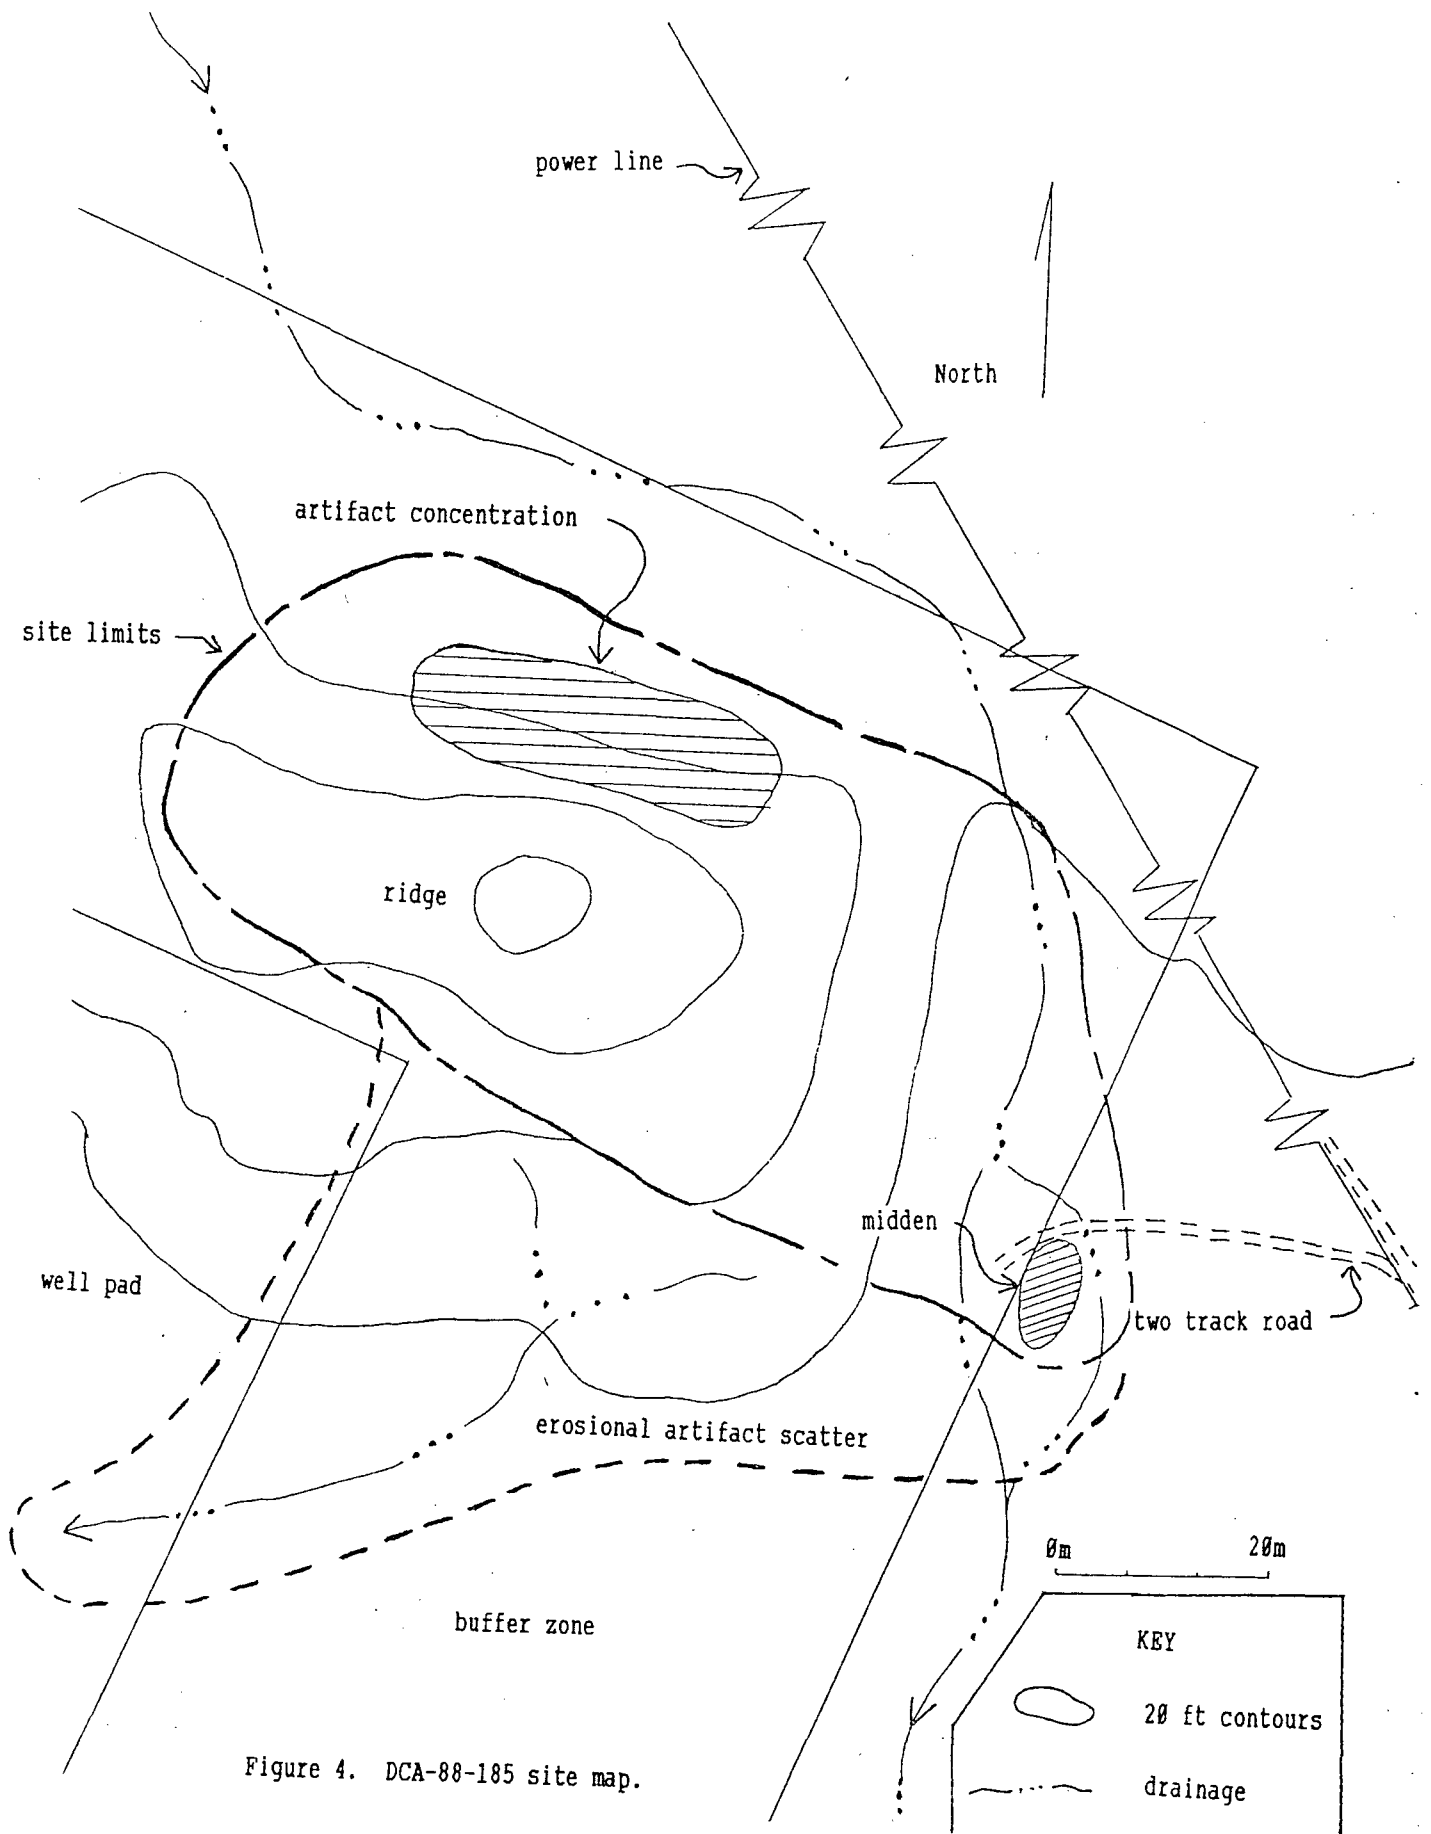 power line
North
artifact concentration
site limits
ridge
midden
well pad
two track road
erosional artifact scatter
0m 20m
buffer zone
KEY
20 ft contours
drainage
Figure 4. DCA-88-185 site map.